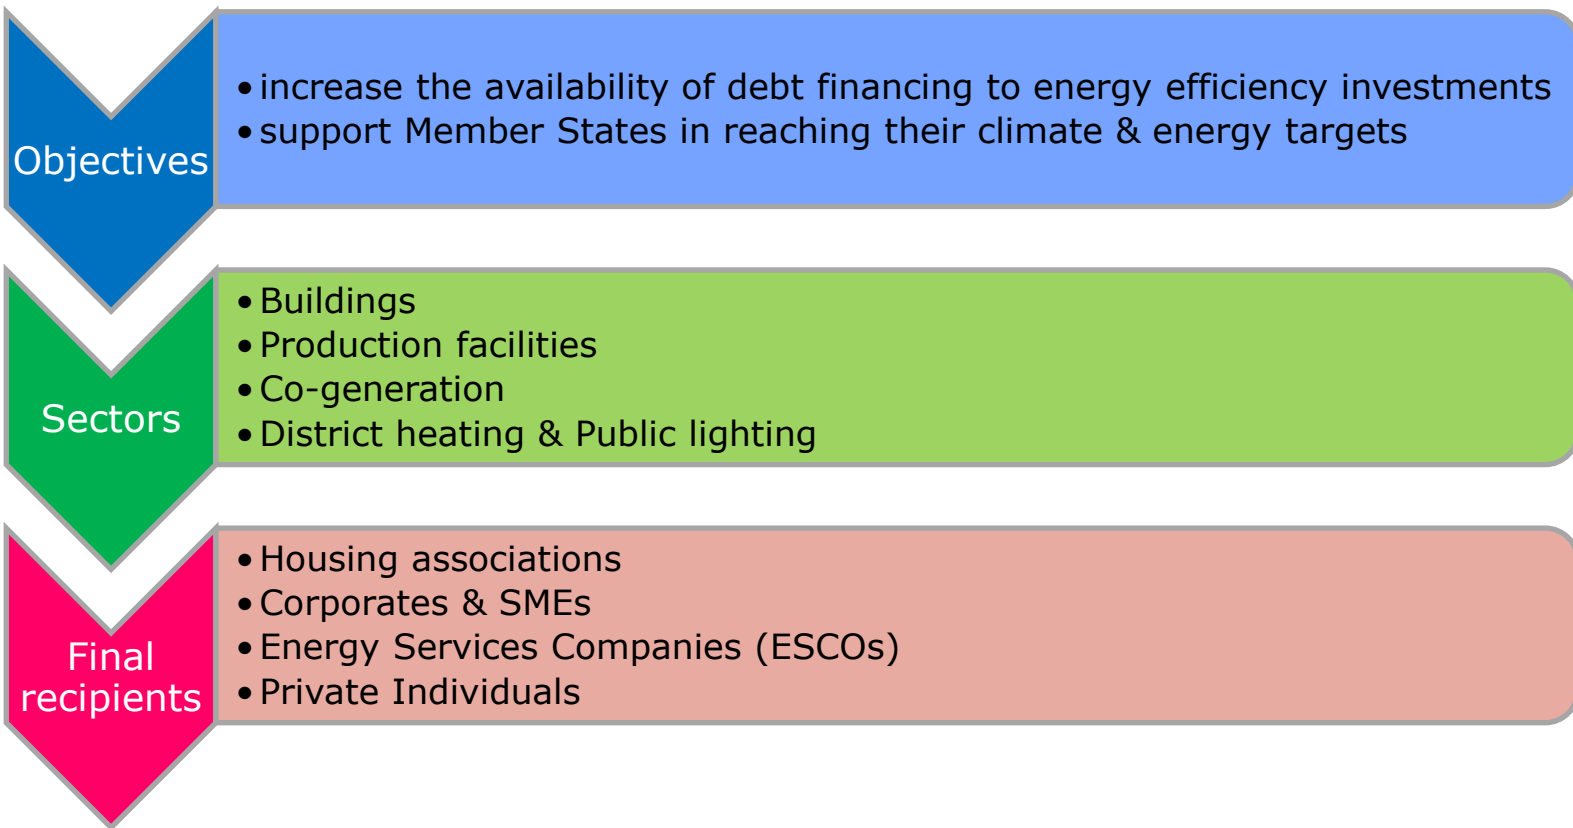 Objectives
• increase the availability of debt financing to energy efficiency investments
• support Member States in reaching their climate & energy targets
Sectors
• Buildings
• Production facilities
• Co-generation
• District heating & Public lighting
Final
recipients
• Housing associations
• Corporates & SMEs
• Energy Services Companies (ESCOs)
• Private Individuals